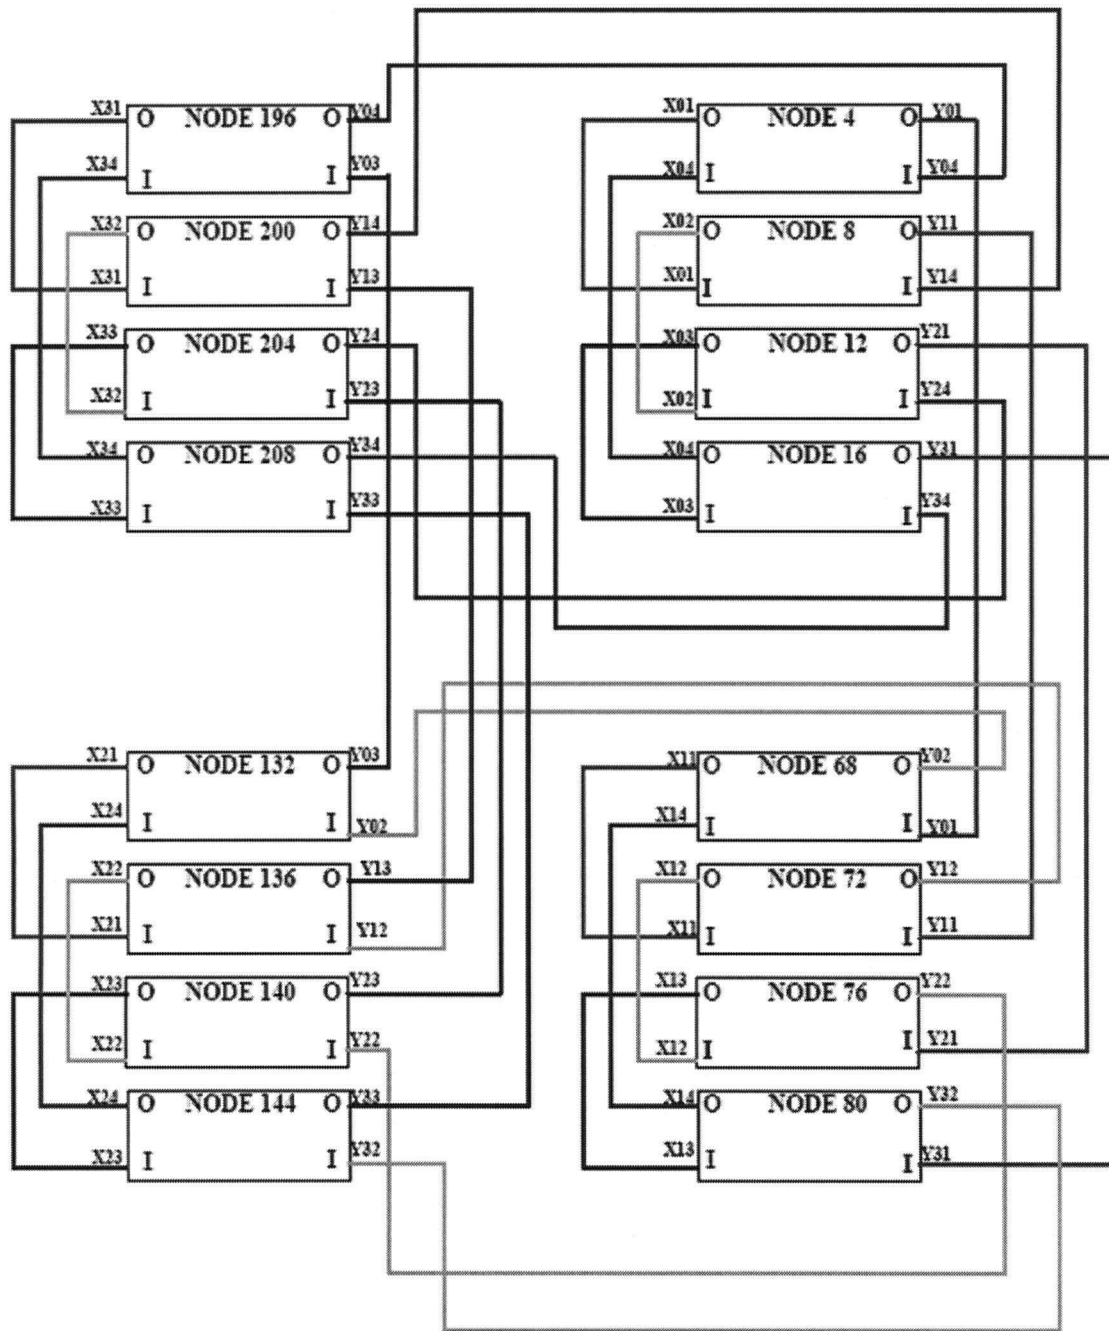 X31 O NODE 196 O Y04
X34 I I Y03
X32 O NODE 200 O Y14
X31 I I Y13
X33 O NODE 204 O Y24
X32 I I Y23
X34 O NODE 208 O Y34
X33 I I Y33
X01 O NODE 4 O Y01
X04 I I Y04
X02 O NODE 8 O Y11
X01 I I Y14
X03 O NODE 12 O Y21
X02 I I Y24
X04 O NODE 16 O Y31
X03 I I Y34
X21 O NODE 132 O Y03
X24 I I Y02
X22 O NODE 136 O Y13
X21 I I Y12
X23 O NODE 140 O Y23
X22 I I Y22
X24 O NODE 144 O Y33
X23 I I Y32
X11 O NODE 68 O Y02
X14 I I Y01
X12 O NODE 72 O Y12
X11 I I Y11
X13 O NODE 76 O Y22
X12 I I Y21
X14 O NODE 80 O Y32
X13 I I Y31